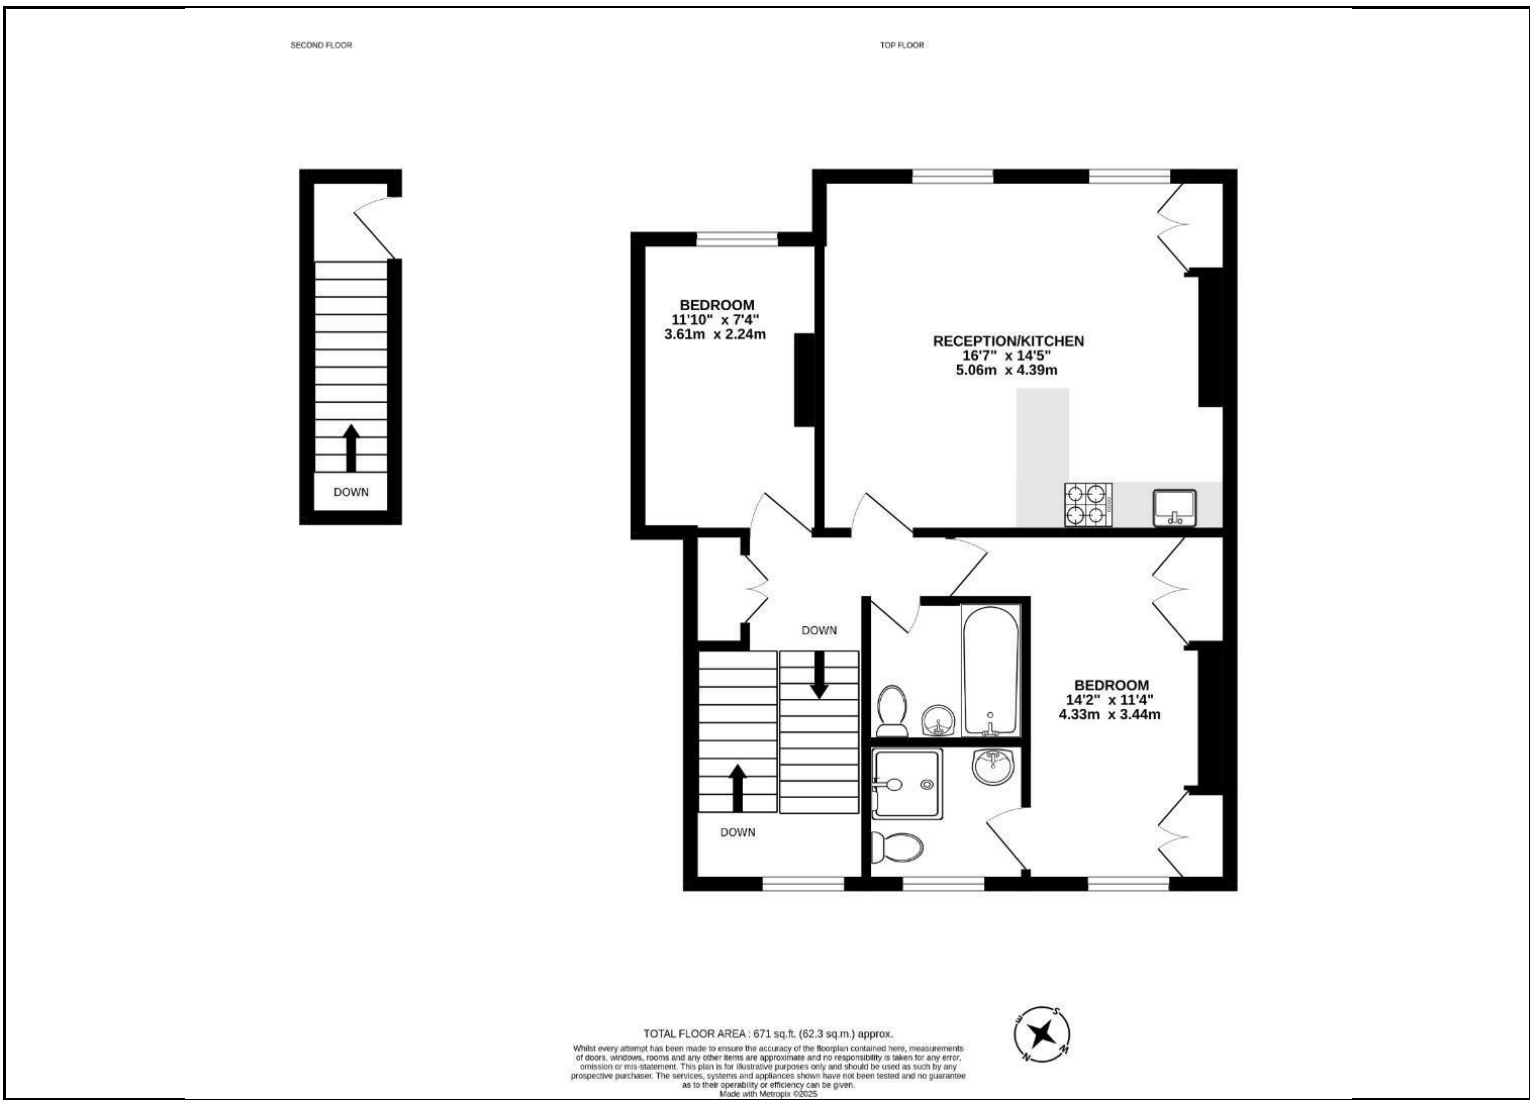 SECOND FLOOR
TOP FLOOR
BEDROOM
11'10" x 7'4"
3.61m x 2.24m
RECEPTION/KITCHEN
16'7" x 14'5"
5.06m x 4.39m
DOWN
DOWN
BEDROOM
14'2" x 11'4"
4.33m x 3.44m
DOWN
E
S
N
W
TOTAL FLOOR AREA : 671 sq.ft. (62.3 sq.m.) approx.
Whilst every attempt has been made to ensure the accuracy of the floorplan contained here, measurements
of doors, windows, rooms and any other items are approximate and no responsibility is taken for any error,
omission or mis-statement. This plan is for illustrative purposes only and should be used as such by any
prospective purchaser. The services, systems and appliances shown have not been tested and no guarantee
as to their operability or efficiency can be given.
Made with Metropix ©2025